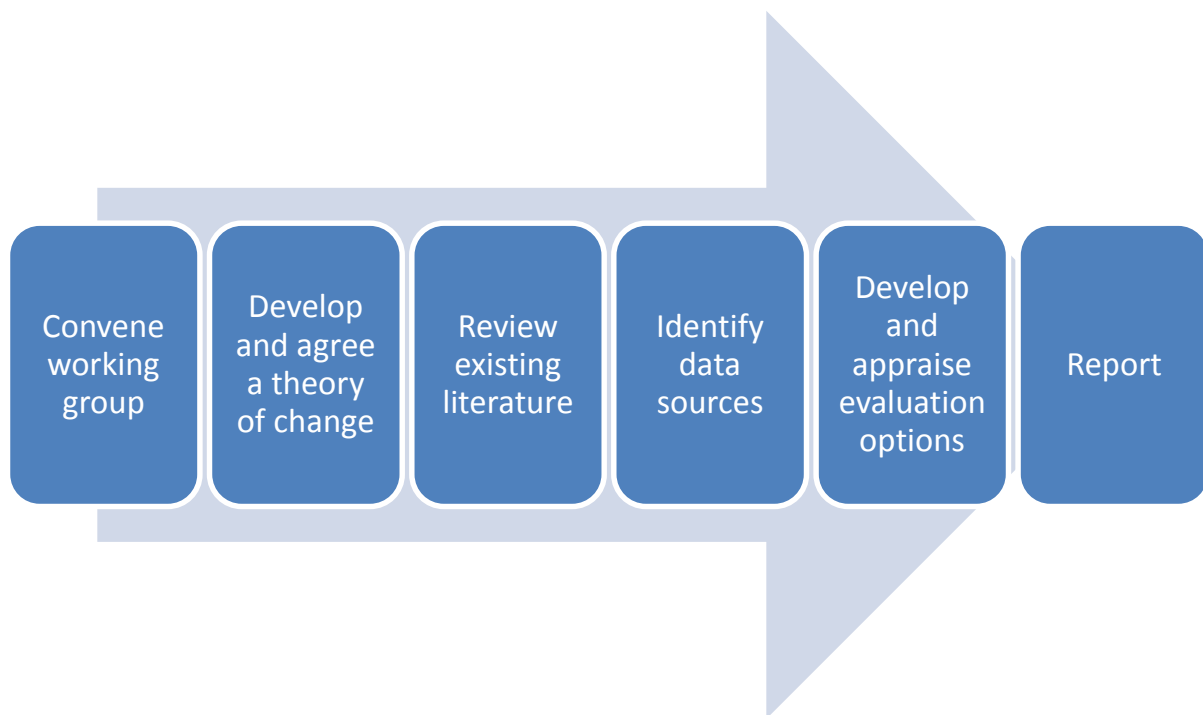 Convene
working
group
Develop
and agree
a theory
of change
Review
existing
literature
Identify
data
sources
Develop
and
appraise
evaluation
options
Report